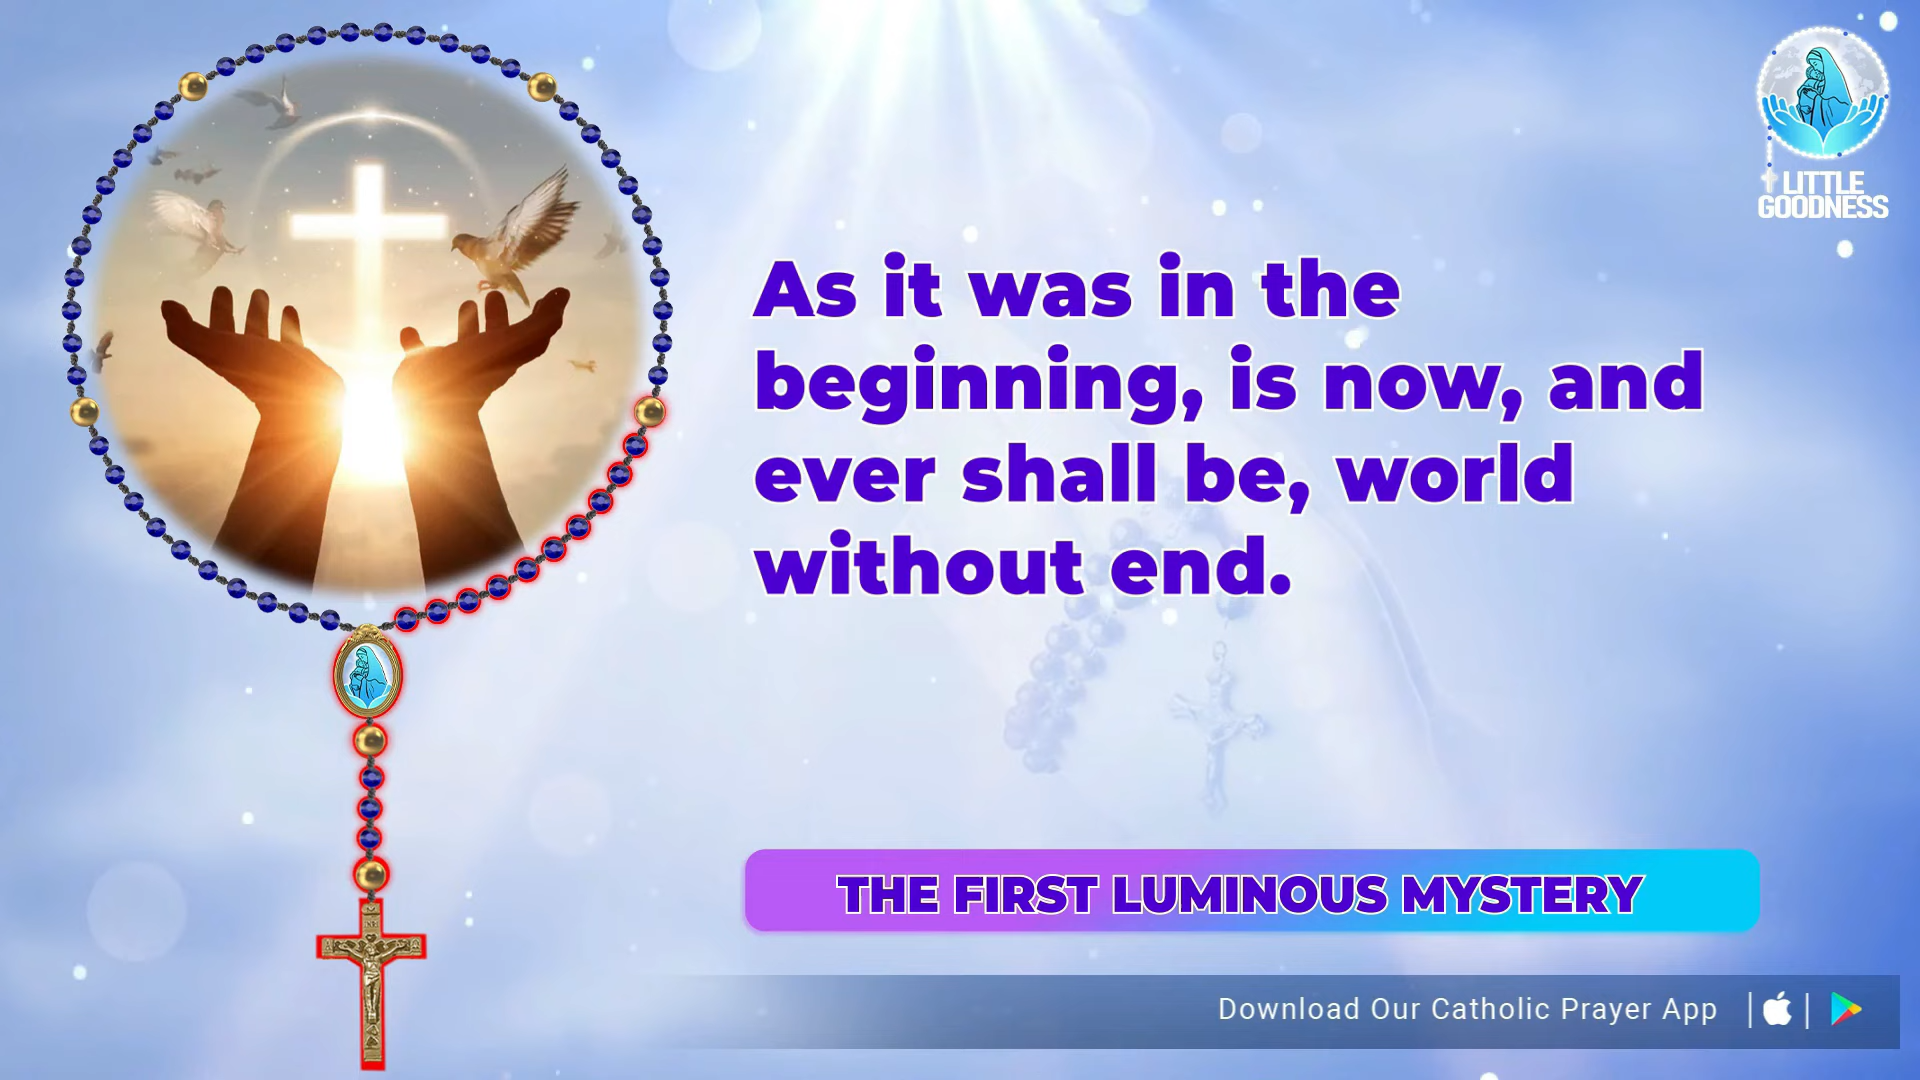 LITTLE
GOODNESS
As it was in the
beginning, is now, and
ever shall be, world
without end.
THE FIRST LUMINOUS MYSTERY
Download Our Catholic Prayer App